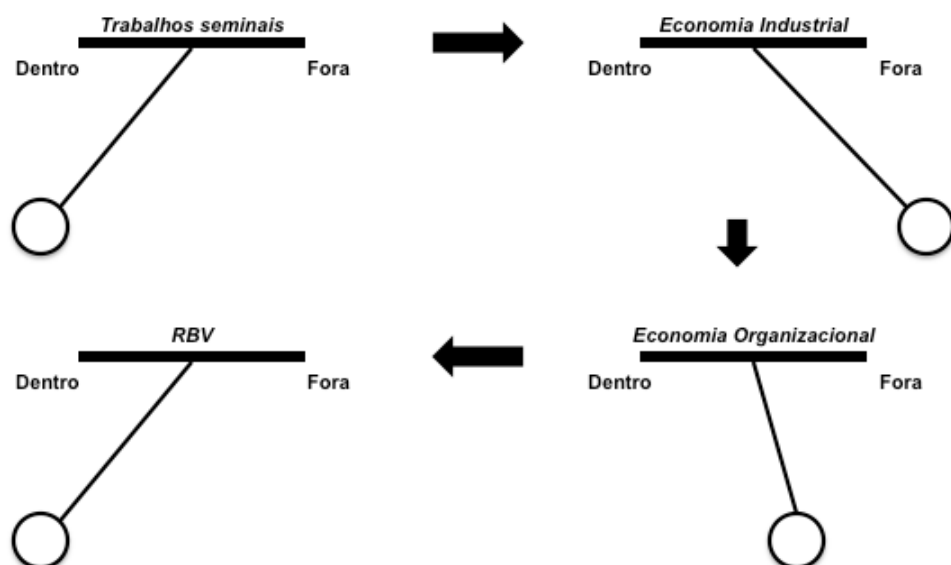 Trabalhos seminais
Dentro
Fora
Economia Industrial
Dentro
Fora
Economia Organizacional
Dentro
Fora
RBV
Dentro
Fora